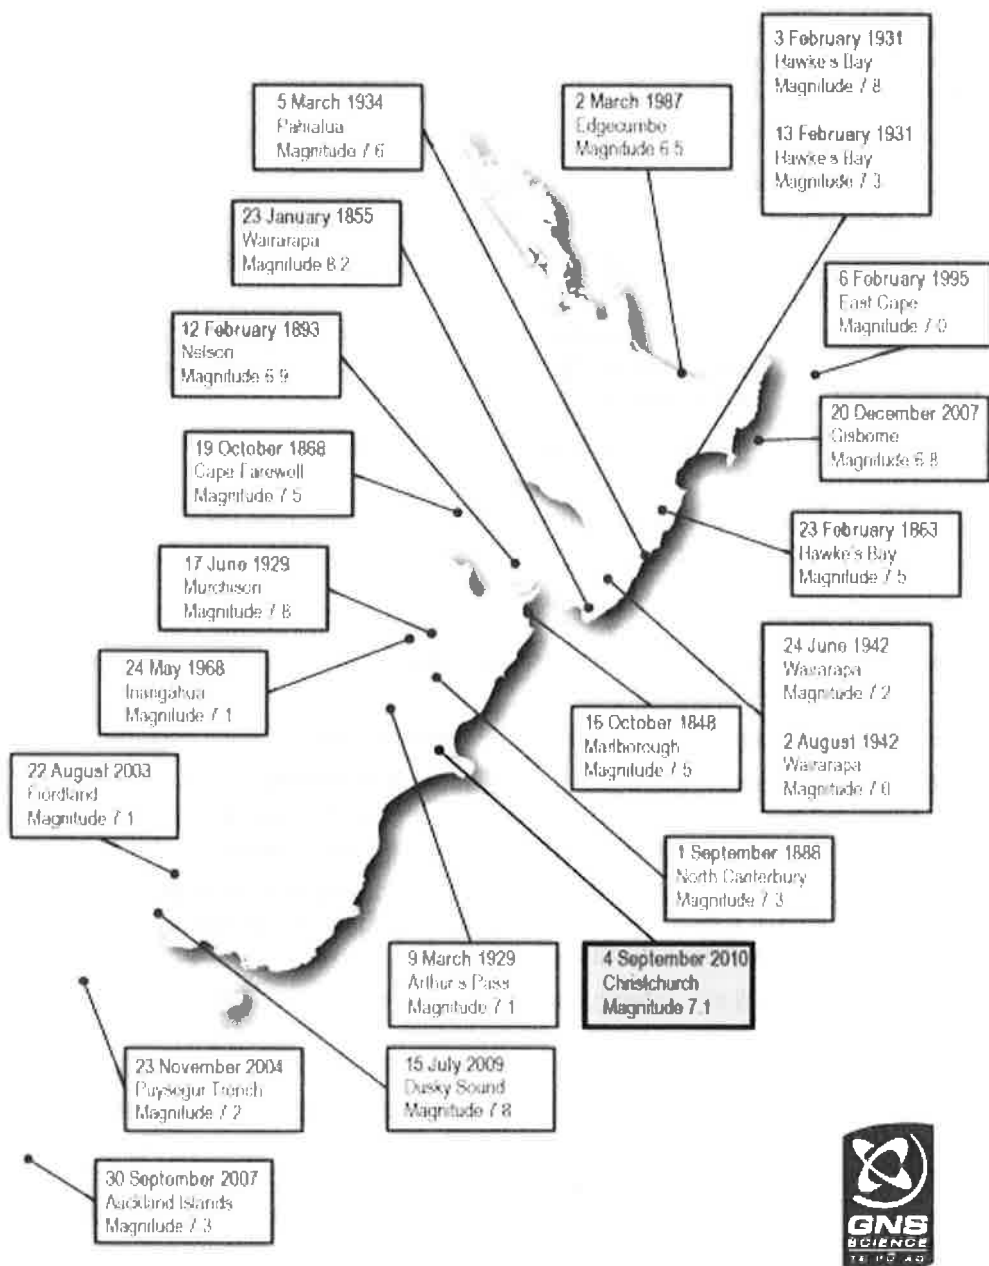 3 February 1931
Hawke's Bay
Magnitude 7.8
13 February 1931
Hawke's Bay
Magnitude 7.3
5 March 1934
Pahiatua
Magnitude 7.6
2 March 1987
Edgecumbe
Magnitude 6.5
23 January 1855
Wairarapa
Magnitude 8.2
6 February 1995
East Cape
Magnitude 7.0
12 February 1893
Nelson
Magnitude 6.9
20 December 2007
Gisborne
Magnitude 6.8
19 October 1868
Cape Farewell
Magnitude 7.5
23 February 1863
Hawke's Bay
Magnitude 7.5
17 June 1929
Murchison
Magnitude 7.8
24 June 1942
Wairarapa
Magnitude 7.2
2 August 1942
Wairarapa
Magnitude 7.0
24 May 1968
Inangahua
Magnitude 7.1
16 October 1848
Marlborough
Magnitude 7.5
22 August 2003
Fiordland
Magnitude 7.1
1 September 1888
North Canterbury
Magnitude 7.3
9 March 1929
Arthur's Pass
Magnitude 7.1
4 September 2010
Christchurch
Magnitude 7.1
23 November 2004
Puysegur Trench
Magnitude 7.2
15 July 2009
Dusky Sound
Magnitude 7.8
30 September 2007
Auckland Islands
Magnitude 7.3
GNS
SCIENCE
TE PŪ AO